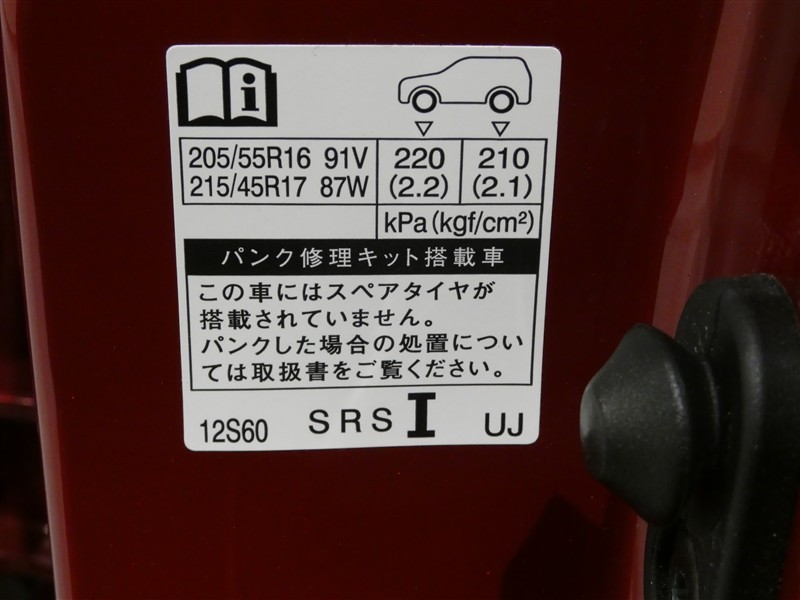 205/55R16 91V 220 210
215/45R17 87W (2.2) (2.1)
kPa(kgf/cm²)
パンク修理キット搭載車
この車にはスペアタイヤが
搭載されていません。
パンクした場合の処置につい
ては取扱書をご覧ください。
12S60 SRS I UJ